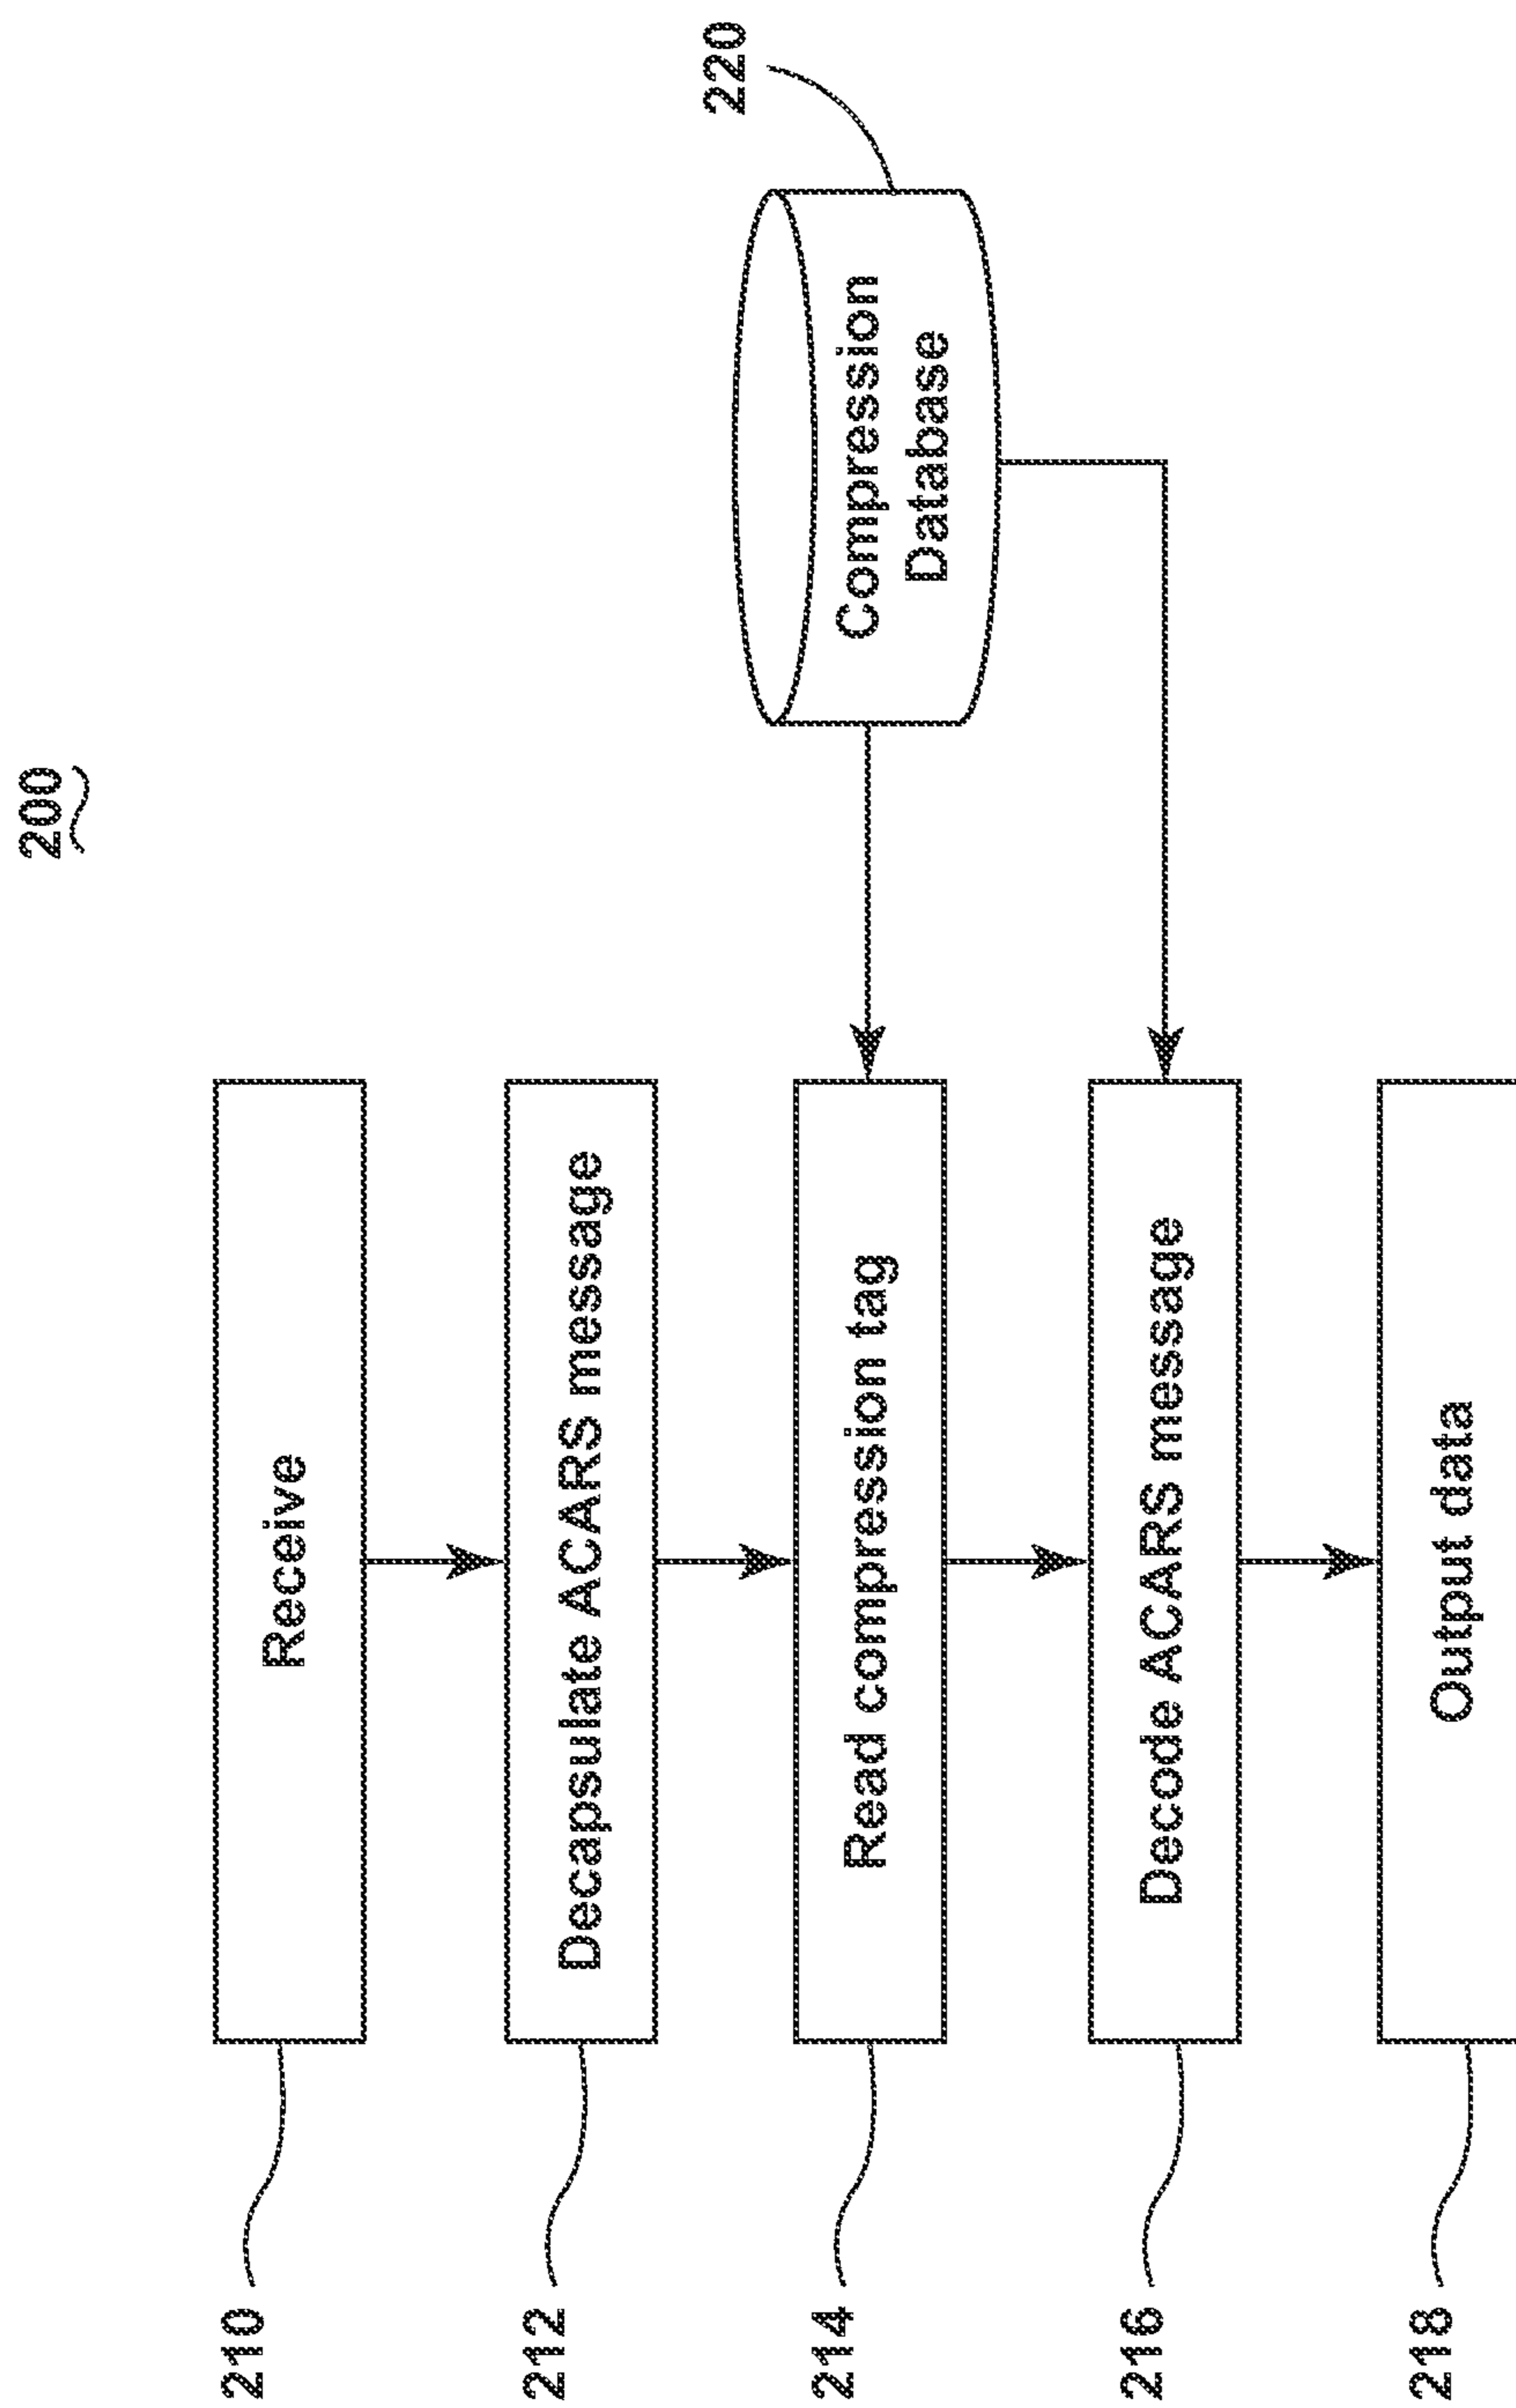 200
210
Receive
212
Decapsulate ACARS message
214
Read compression tag
220
Compression
Database
216
Decode ACARS message
218
Output data